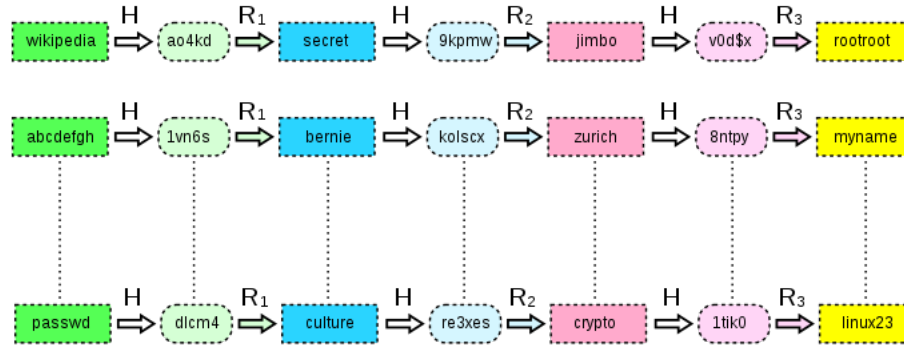 H R1 H R2 H R3
wikipedia ao4kd secret 9kpmw jimbo v0d$x rootroot
H R1 H R2 H R3
abcdefgh 1vn6s bernie kolscx zurich 8ntpy myname
H R1 H R2 H R3
passwd dlcm4 culture re3xes crypto 1tik0 linux23